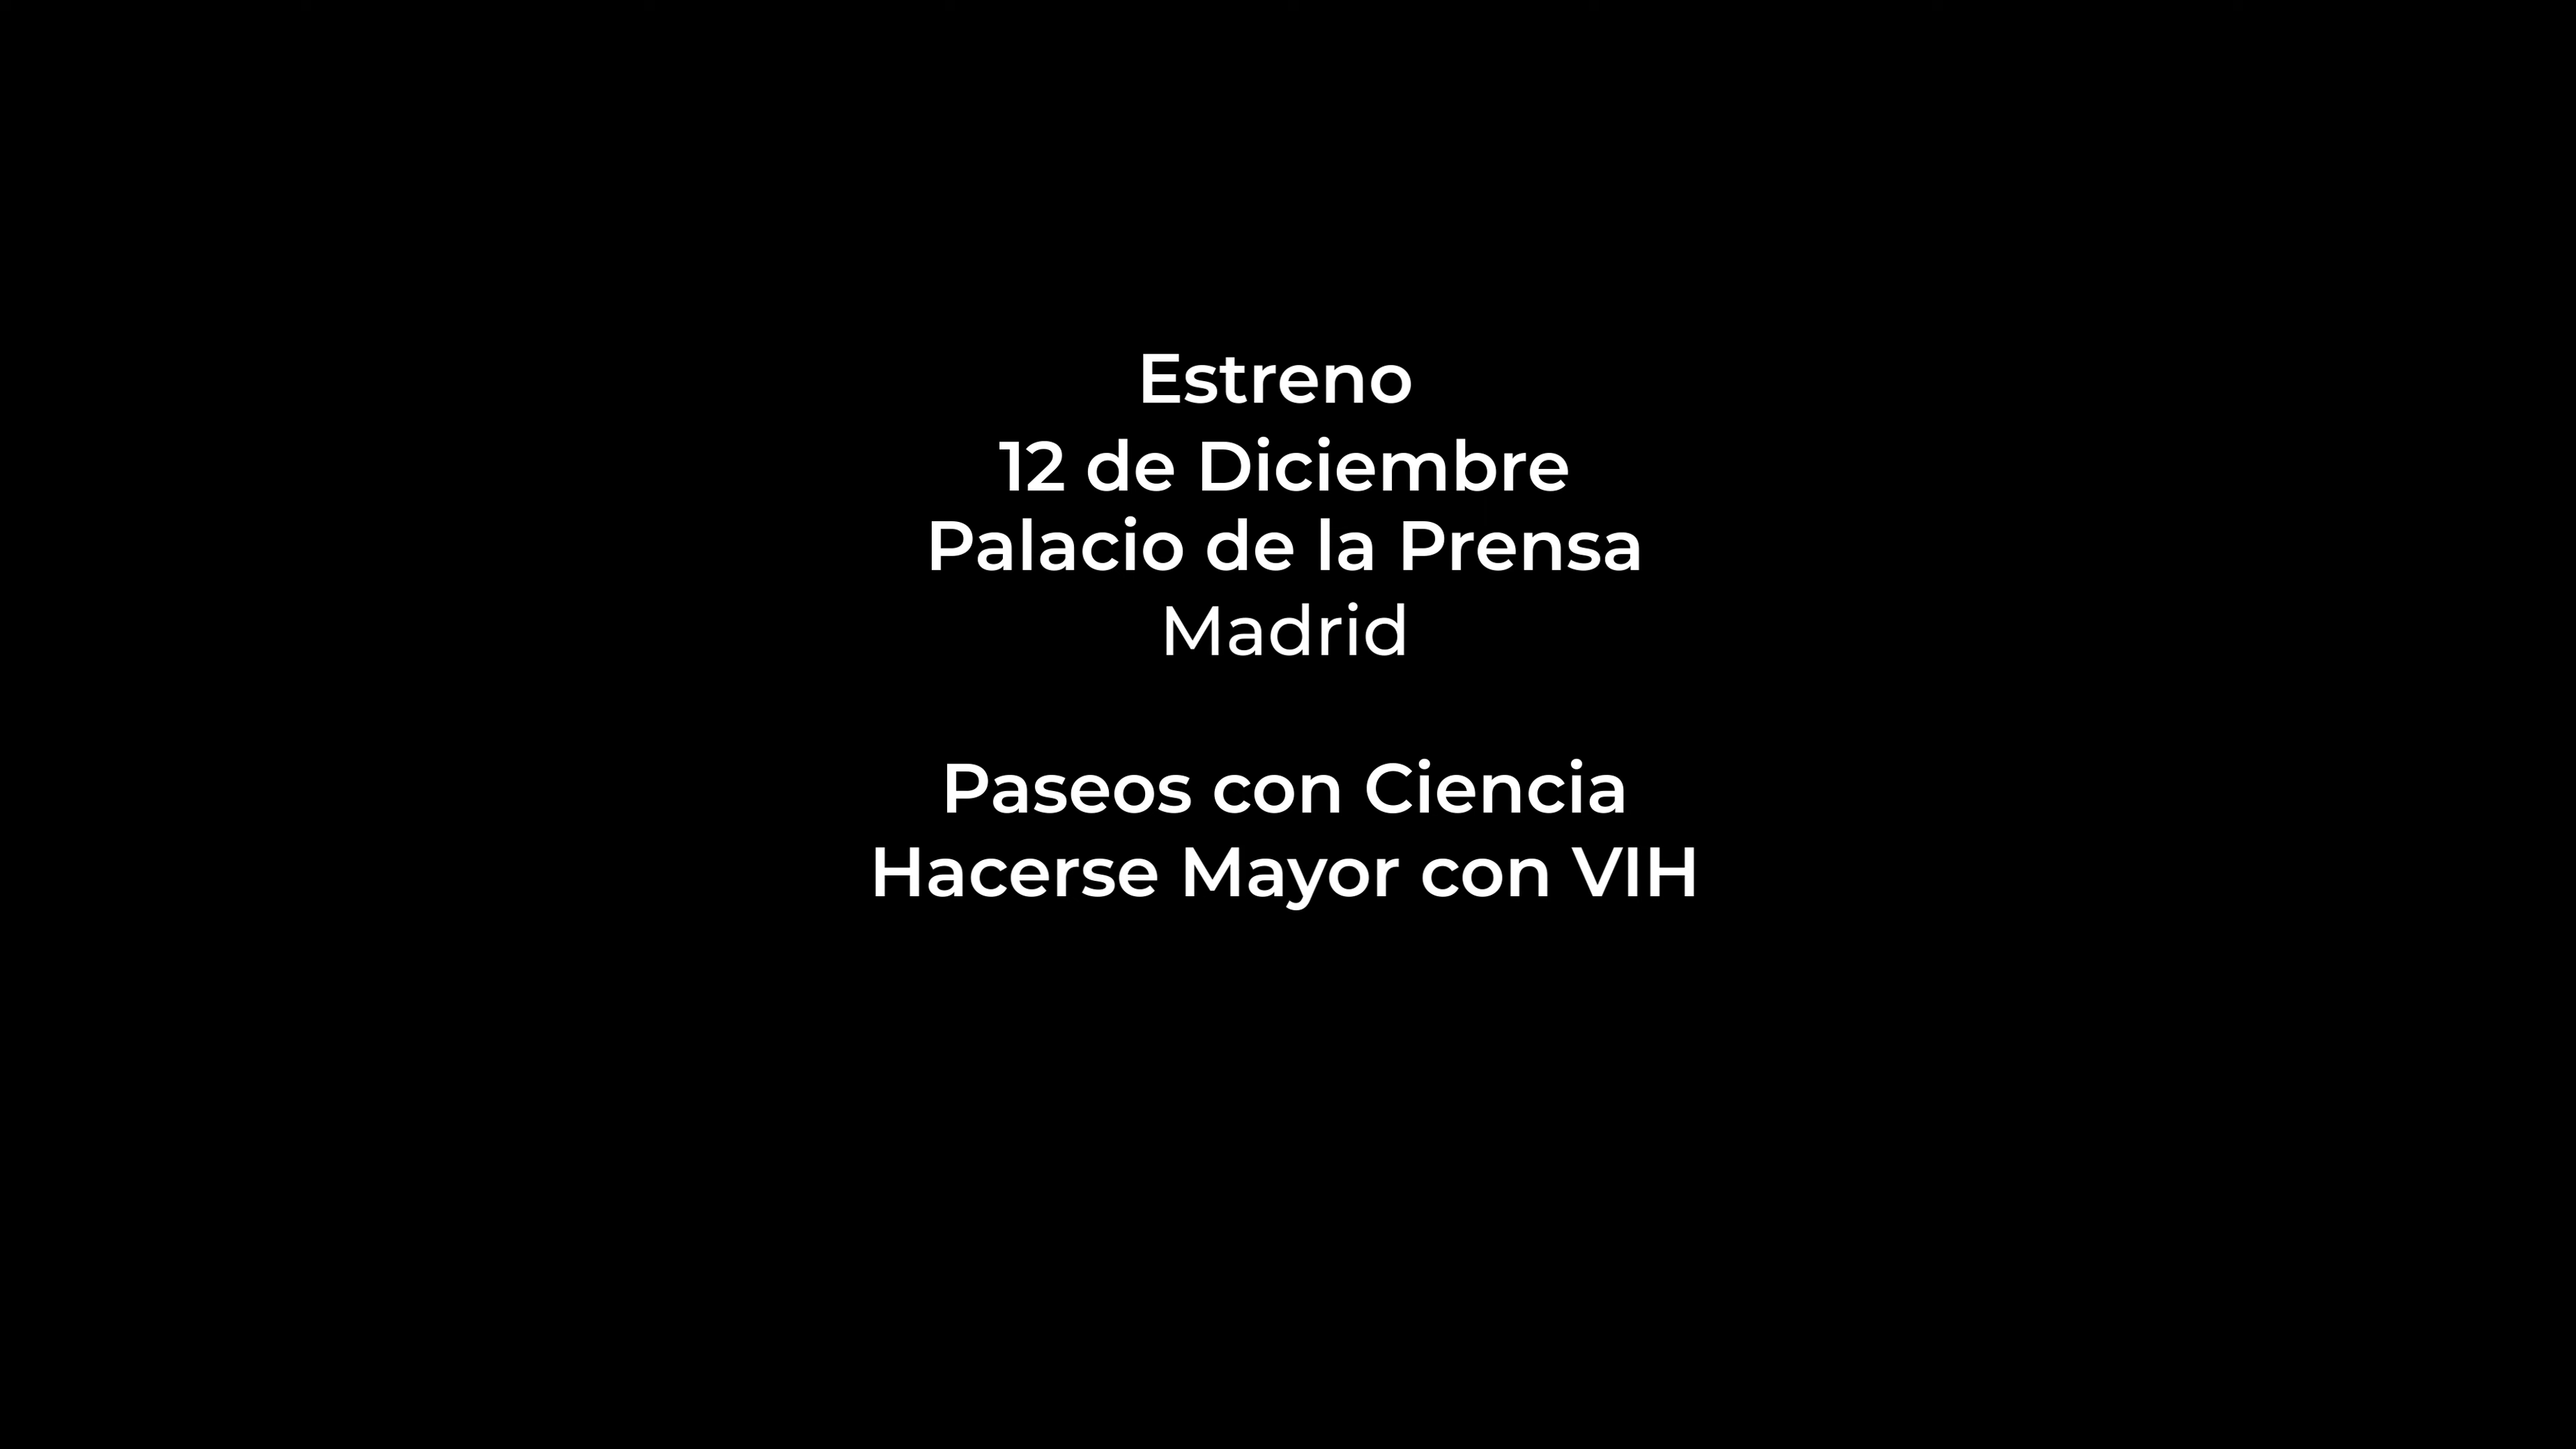 Estreno
12 de Diciembre
Palacio de la Prensa
Madrid
Paseos con Ciencia
Hacerse Mayor con VIH